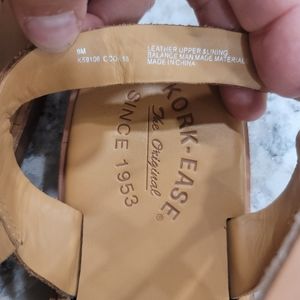 8M
LEATHER UPPER & LINING
BALANCE MAN MADE MATERIAL
MADE IN CHINA
KORK-EASE
The Original
®
SINCE 1953